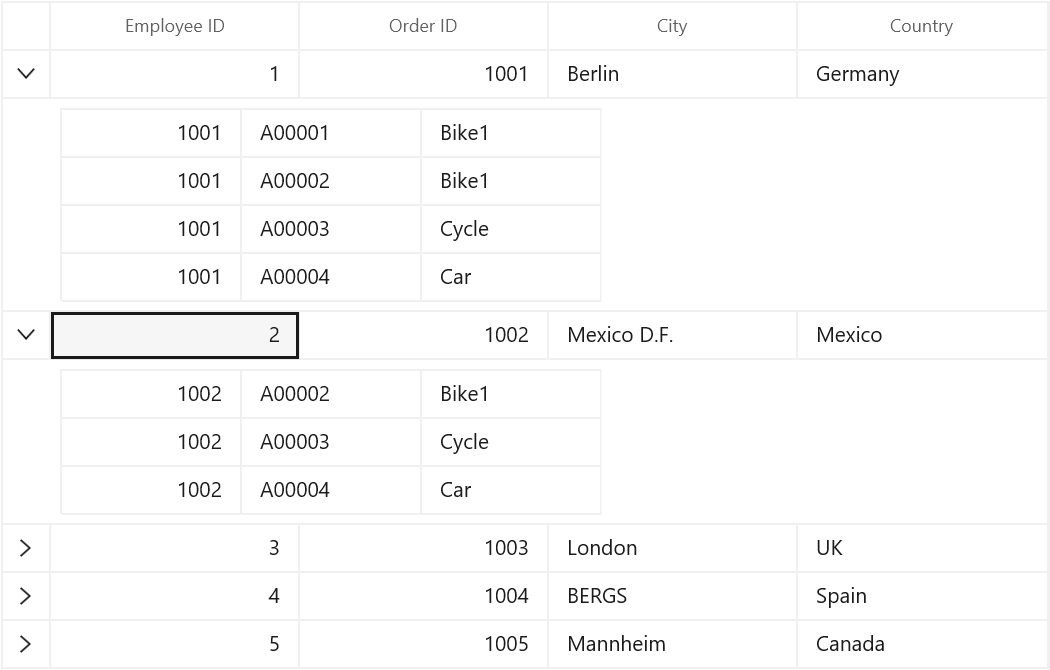 Employee ID Order ID City Country
1 1001 Berlin Germany
1001 A00001 Bike1
1001 A00002 Bike1
1001 A00003 Cycle
1001 A00004 Car
2 1002 Mexico D.F. Mexico
1002 A00002 Bike1
1002 A00003 Cycle
1002 A00004 Car
3 1003 London UK
4 1004 BERGS Spain
5 1005 Mannheim Canada